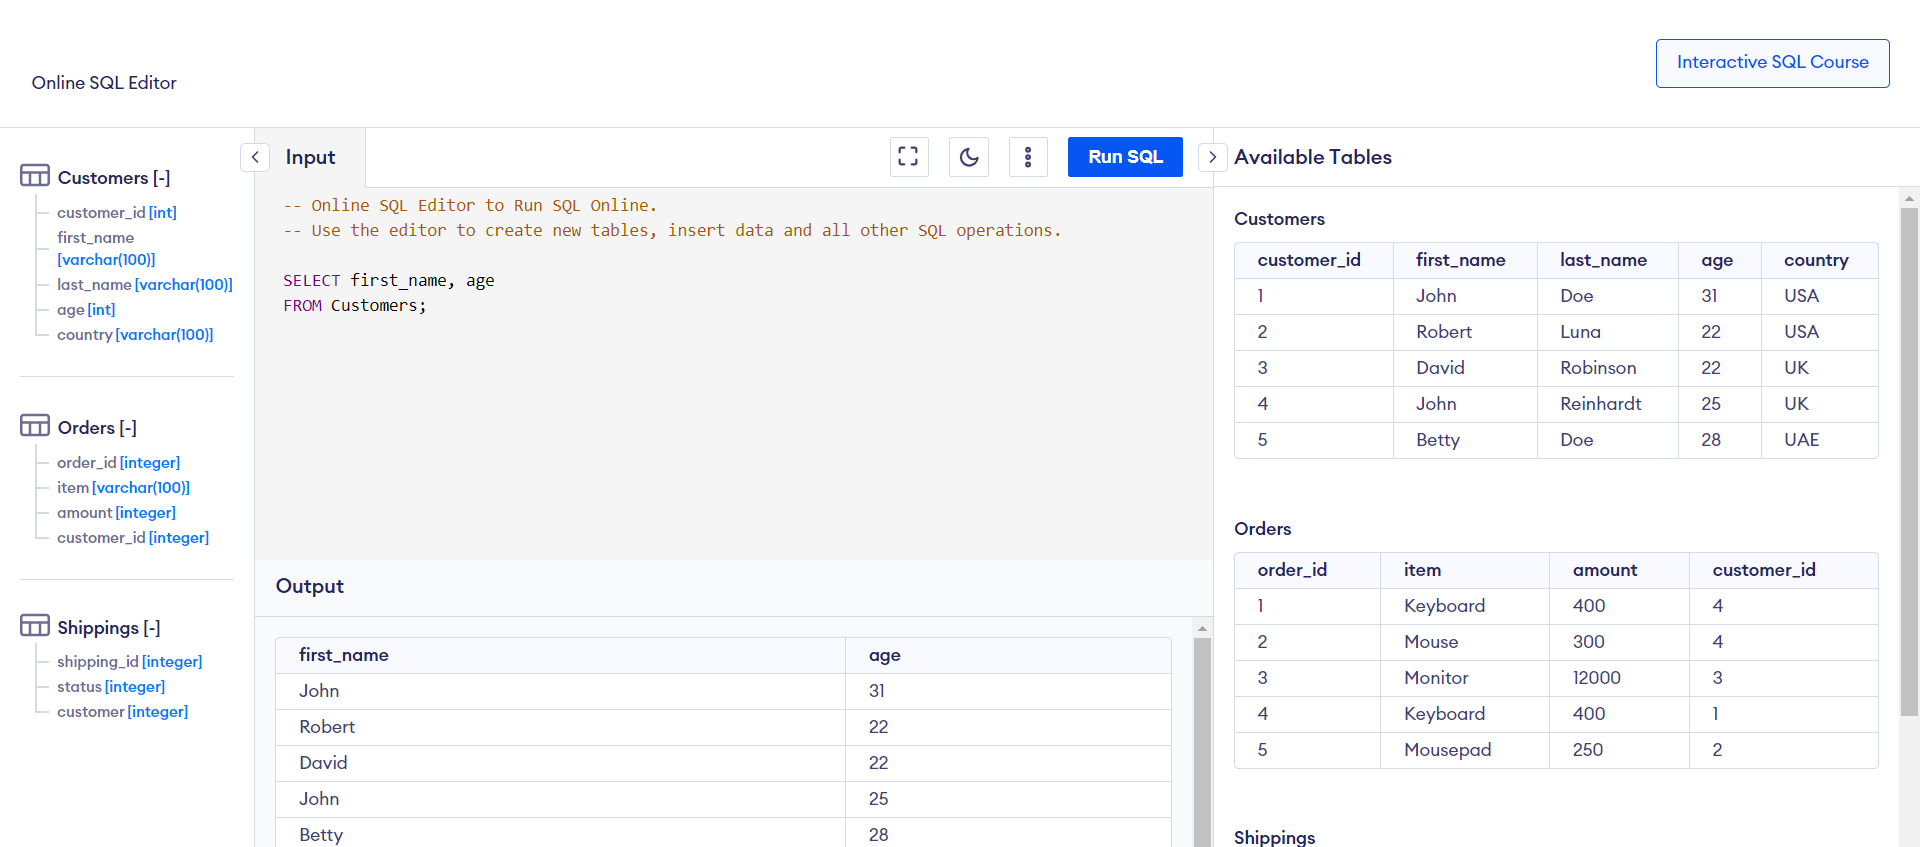 Online SQL Editor
Interactive SQL Course
Customers [-]
customer_id [int]
first_name
[varchar(100)]
last_name [varchar(100)]
age [int]
country [varchar(100)]
Orders [-]
order_id [integer]
item [varchar(100)]
amount [integer]
customer_id [integer]
Shippings [-]
shipping_id [integer]
status [integer]
customer [integer]
Input
Run SQL
-- Online SQL Editor to Run SQL Online.
-- Use the editor to create new tables, insert data and all other SQL operations.
SELECT first_name, age
FROM Customers;
Output
first_name age
John 31
Robert 22
David 22
John 25
Betty 28
Available Tables
Customers
customer_id first_name last_name age country
1 John Doe 31 USA
2 Robert Luna 22 USA
3 David Robinson 22 UK
4 John Reinhardt 25 UK
5 Betty Doe 28 UAE
Orders
order_id item amount customer_id
1 Keyboard 400 4
2 Mouse 300 4
3 Monitor 12000 3
4 Keyboard 400 1
5 Mousepad 250 2
Shippings